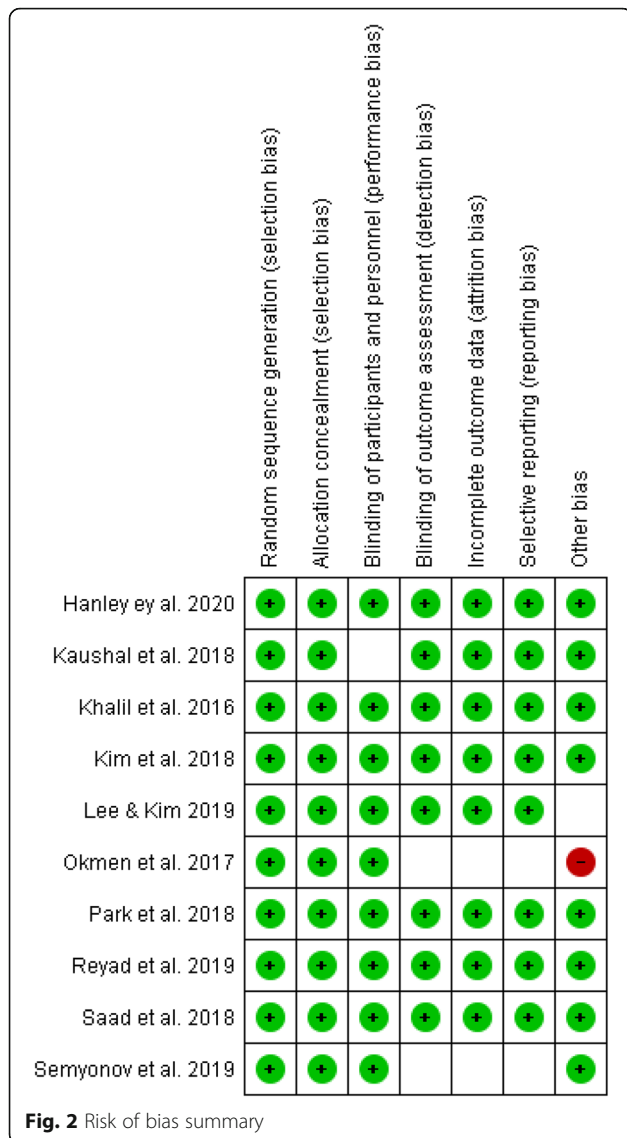 Random sequence generation (selection bias)
Allocation concealment (selection bias)
Blinding of participants and personnel (performance bias)
Blinding of outcome assessment (detection bias)
Incomplete outcome data (attrition bias)
Selective reporting (reporting bias)
Other bias
Hanley ey al. 2020 + + + + + + +
Kaushal et al. 2018 + + + + + +
Khalil et al. 2016 + + + + + + +
Kim et al. 2018 + + + + + + +
Lee & Kim 2019 + + + + + +
Okmen et al. 2017 + + + -
Park et al. 2018 + + + + + + +
Reyad et al. 2019 + + + + + + +
Saad et al. 2018 + + + + + + +
Semyonov et al. 2019 + + + +
Fig. 2 Risk of bias summary